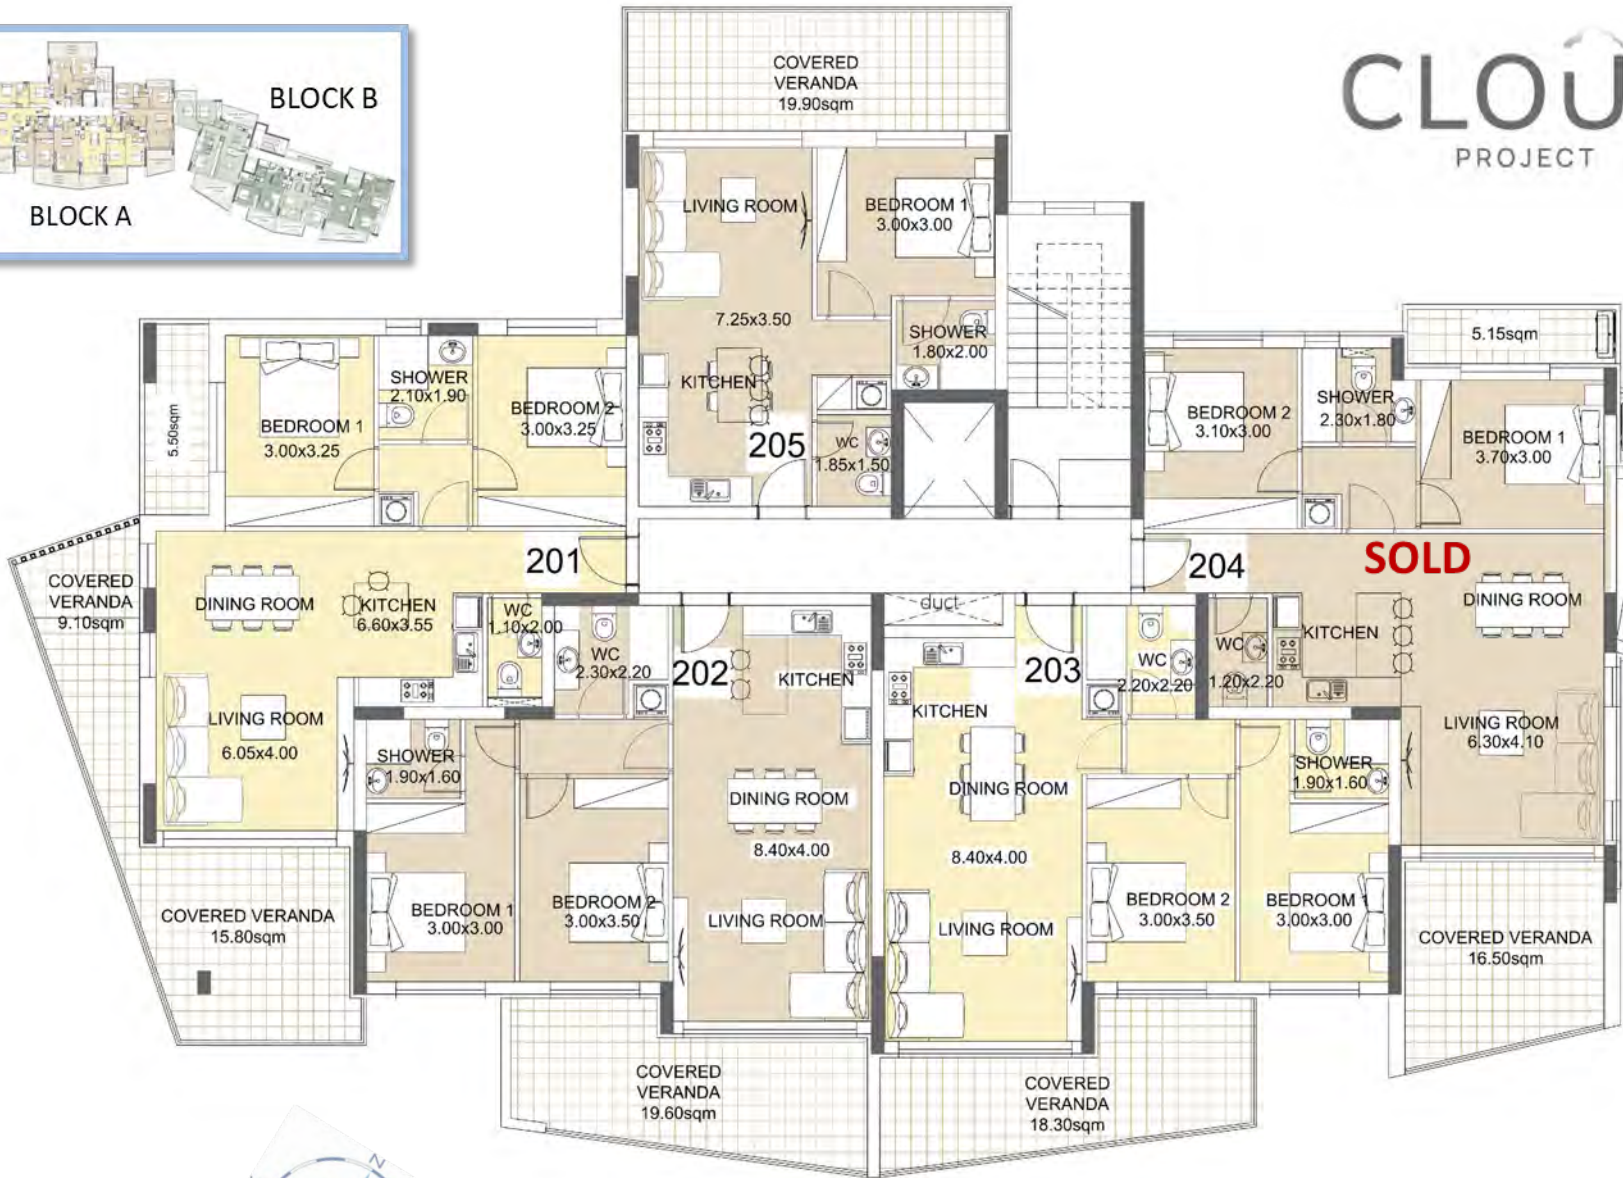 BLOCK B
BLOCK A
CLOU
PROJECT
COVERED
VERANDA
19.90sqm
LIVING ROOM
BEDROOM 1
3.00x3.00
7.25x3.50
SHOWER
1.80x2.00
KITCHEN
205
WC
1.85x1.50
5.50sqm
BEDROOM 1
3.00x3.25
SHOWER
2.10x1.90
BEDROOM 2
3.00x3.25
201
COVERED
VERANDA
9.10sqm
DINING ROOM
KITCHEN
6.60x3.55
WC
1.10x2.00
LIVING ROOM
6.05x4.00
COVERED VERANDA
15.80sqm
WC
2.30x2.20
202
KITCHEN
SHOWER
1.90x1.60
DINING ROOM
8.40x4.00
BEDROOM 1
3.00x3.00
BEDROOM 2
3.00x3.50
LIVING ROOM
COVERED
VERANDA
19.60sqm
duct
203
WC
2.20x2.20
KITCHEN
DINING ROOM
8.40x4.00
LIVING ROOM
SHOWER
1.90x1.60
BEDROOM 2
3.00x3.50
BEDROOM 1
3.00x3.00
COVERED
VERANDA
18.30sqm
5.15sqm
BEDROOM 2
3.10x3.00
SHOWER
2.30x1.80
BEDROOM 1
3.70x3.00
204
SOLD
DINING ROOM
KITCHEN
WC
1.20x2.20
LIVING ROOM
6.30x4.10
COVERED VERANDA
16.50sqm
N